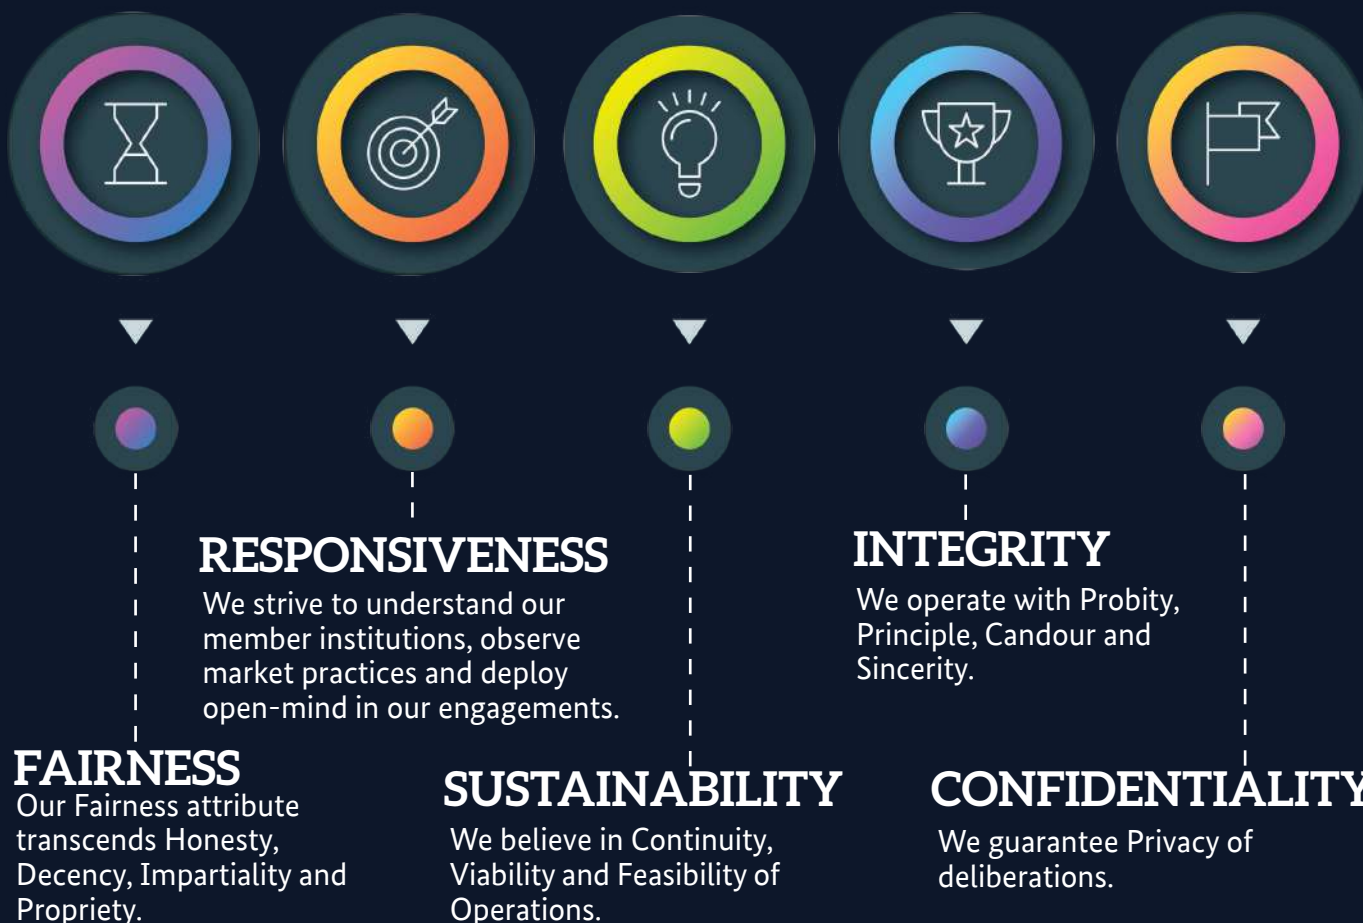 FAIRNESS
Our Fairness attribute
transcends Honesty,
Decency, Impartiality and
Propriety.
RESPONSIVENESS
We strive to understand our
member institutions, observe
market practices and deploy
open-mind in our engagements.
SUSTAINABILITY
We believe in Continuity,
Viability and Feasibility of
Operations.
INTEGRITY
We operate with Probity,
Principle, Candour and
Sincerity.
CONFIDENTIALITY
We guarantee Privacy of
deliberations.